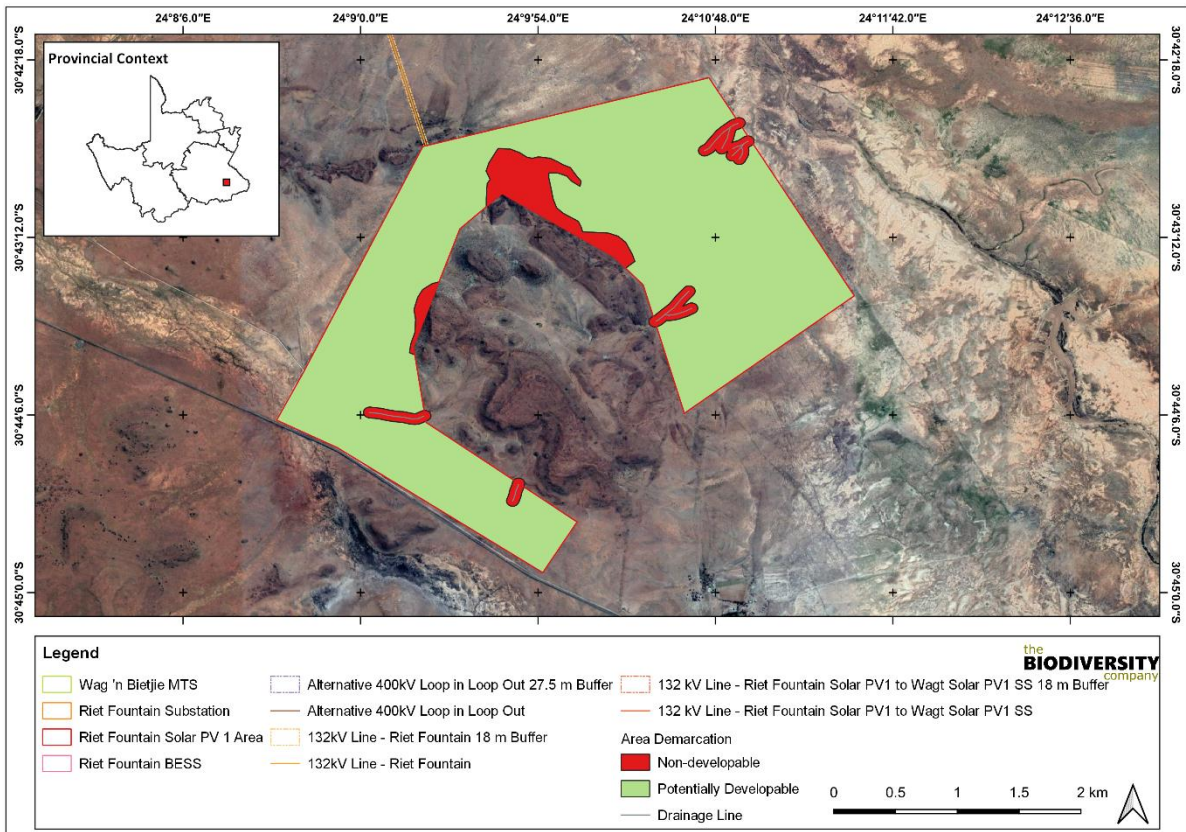 24°8'6.0"E 24°9'0.0"E 24°9'54.0"E 24°10'48.0"E 24°11'42.0"E 24°12'36.0"E
Provincial Context
30°42'18.0"S
30°42'18.0"S
30°43'12.0"S
30°43'12.0"S
30°44'6.0"S
30°44'6.0"S
30°45'0.0"S
30°45'0.0"S
Legend
Wag 'n Bietjie MTS
Riet Fountain Substation
Riet Fountain Solar PV 1 Area
Riet Fountain BESS
Alternative 400kV Loop in Loop Out 27.5 m Buffer
Alternative 400kV Loop in Loop Out
132kV Line - Riet Fountain 18 m Buffer
132kV Line - Riet Fountain
132 kV Line - Riet Fountain Solar PV1 to Wagt Solar PV1 SS 18 m Buffer
132 kV Line - Riet Fountain Solar PV1 to Wagt Solar PV1 SS
Area Demarcation
Non-developable
Potentially Developable
Drainage Line
the
BIODIVERSITY
company
0 0.5 1 1.5 2 km